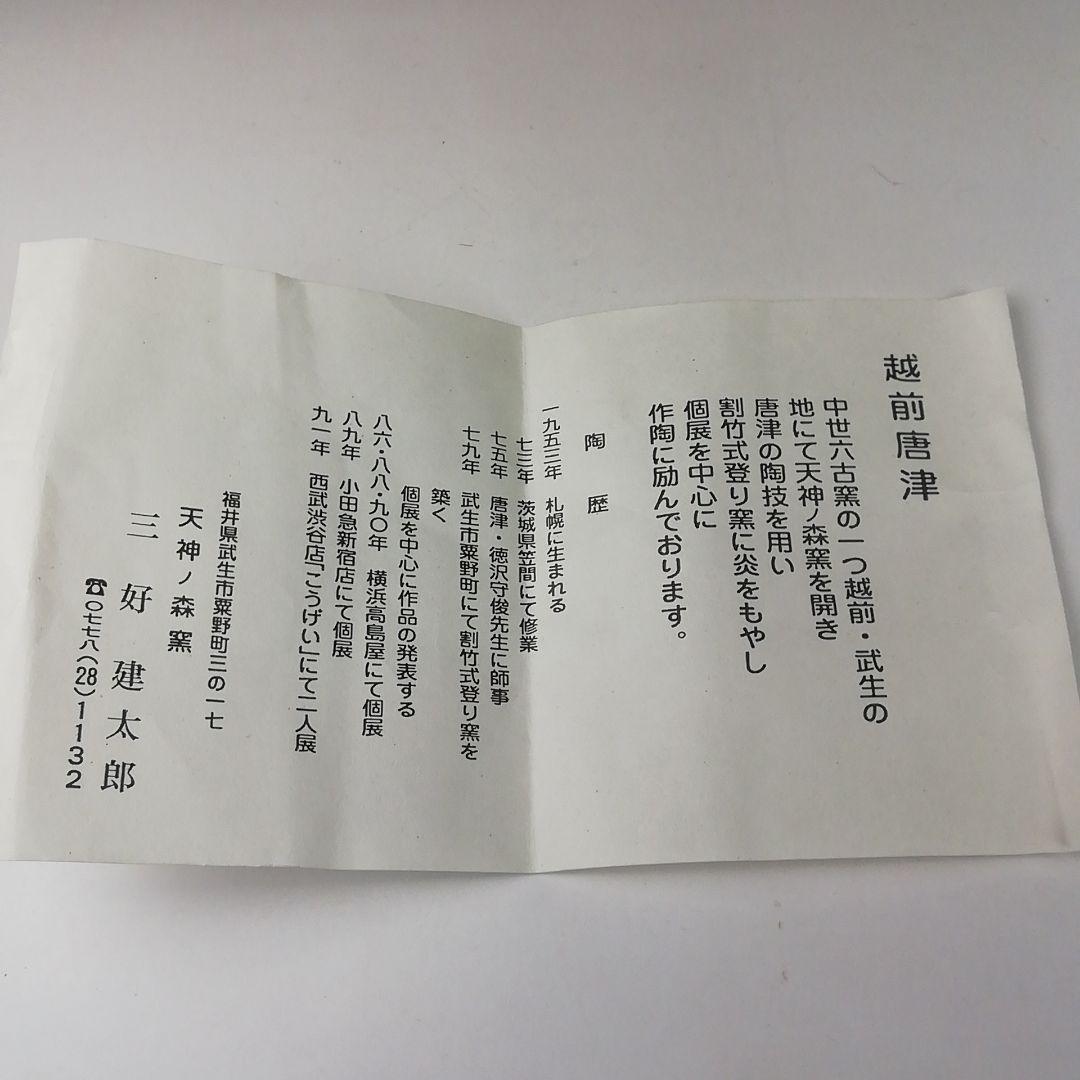 越前唐津
中世六古窯の一つ越前・武生の
地にて天神ノ森窯を開き
唐津の陶技を用い
割竹式登り窯に炎をもやし
個展を中心に
作陶に励んでおります。
陶歴
一九五三年 札幌に生まれる
七三年 茨城県笠間にて修業
七五年 唐津・徳沢守俊先生に師事
七九年 武生市粟野町にて割竹式登り窯を
築く
個展を中心に作品の発表する
八六・八八・九〇年 横浜高島屋にて個展
八九年 小田急新宿店にて個展
九一年 西武渋谷店「こうげい」にて二人展
福井県武生市粟野町三の一七
天神ノ森窯
三好建太郎
☎〇七七八(28)1132